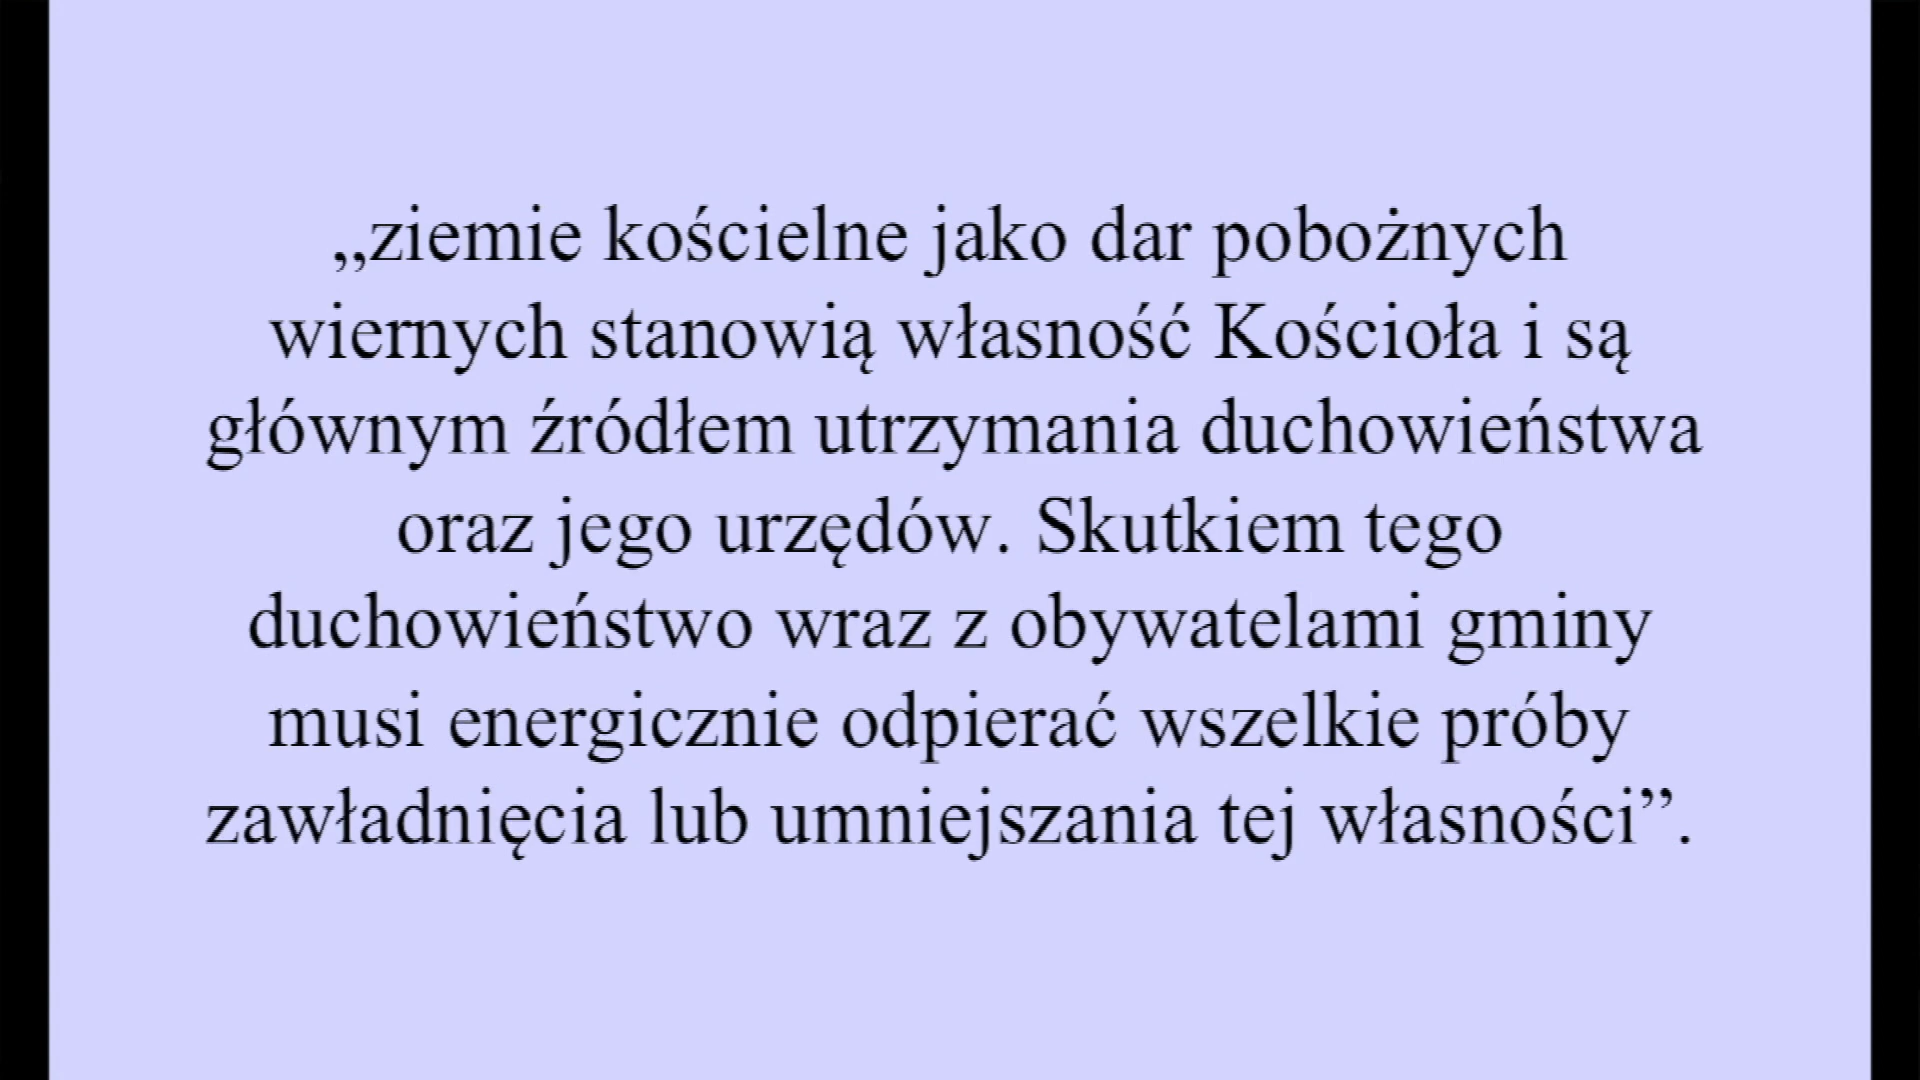 „ziemie kościelne jako dar pobożnych
wiernych stanowią własność Kościoła i są
głównym źródłem utrzymania duchowieństwa
oraz jego urzędów. Skutkiem tego
duchowieństwo wraz z obywatelami gminy
musi energicznie odpierać wszelkie próby
zawładnięcia lub umniejszania tej własności”.